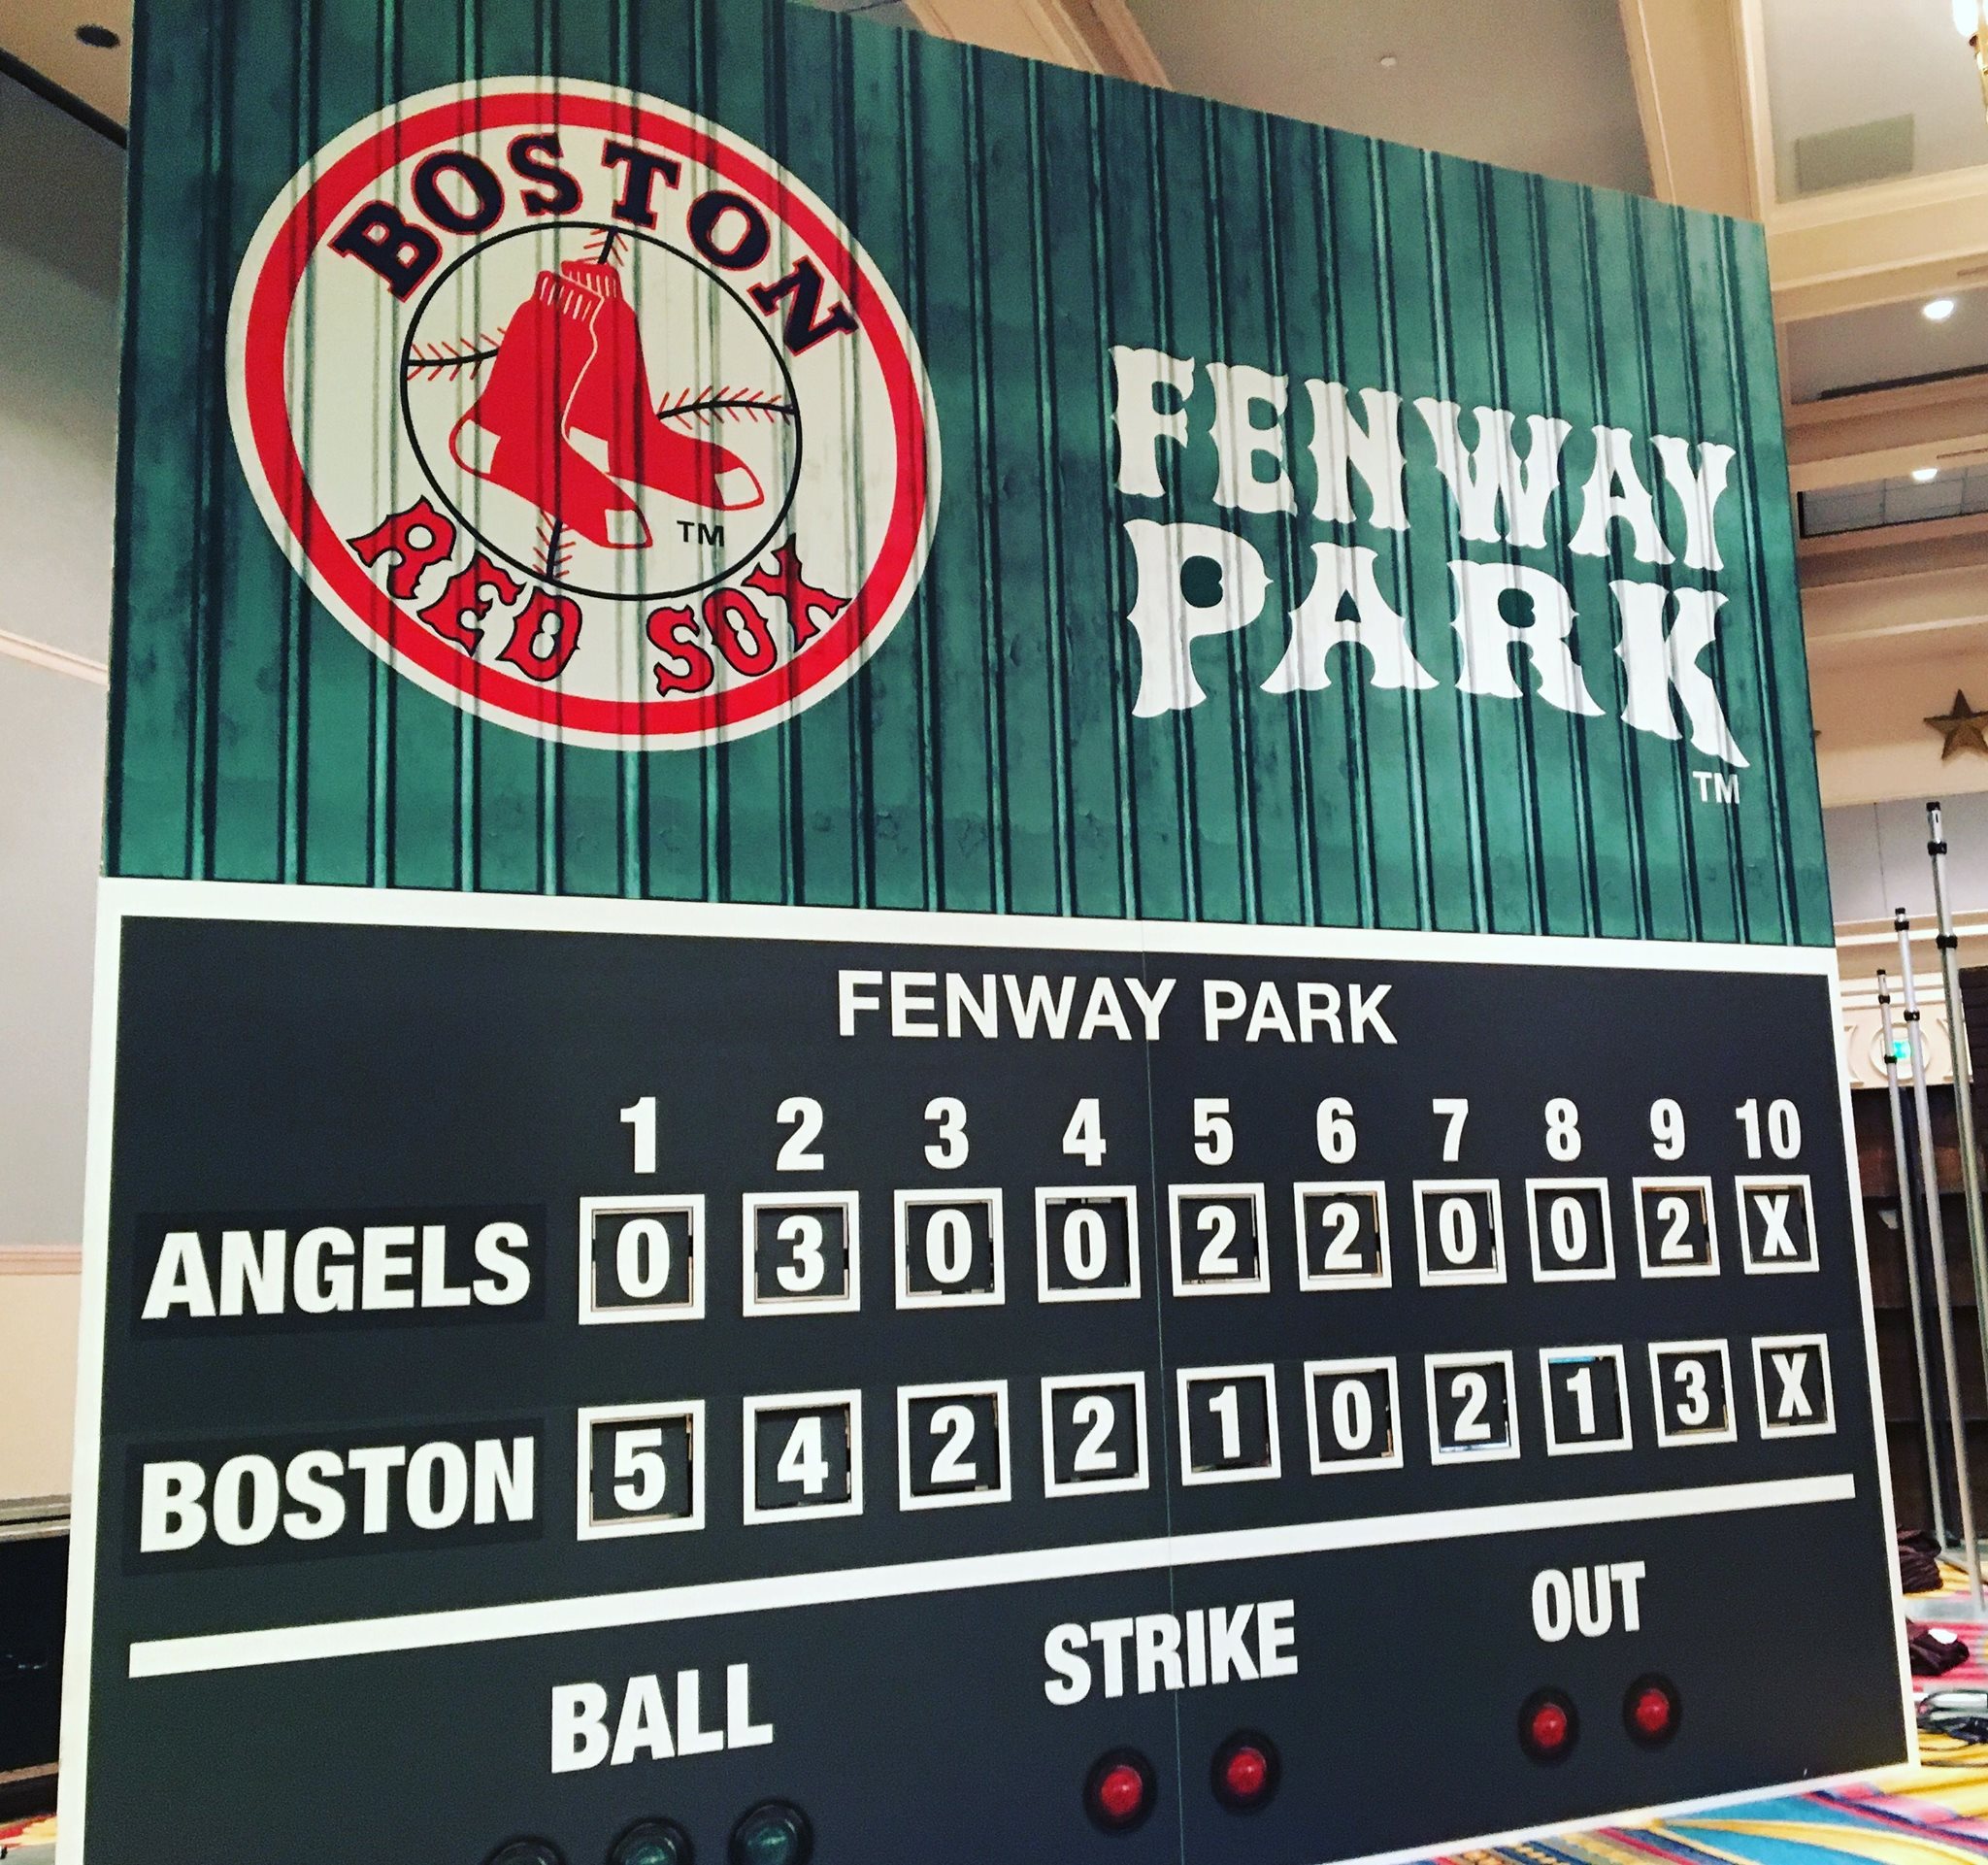 BOSTON
RED SOX
TM
FENWAY
PARK
TM
FENWAY PARK
1 2 3 4 5 6 7 8 9 10
ANGELS 0 3 0 0 2 2 0 0 2 X
BOSTON 5 4 2 2 1 0 2 1 3 X
BALL STRIKE OUT